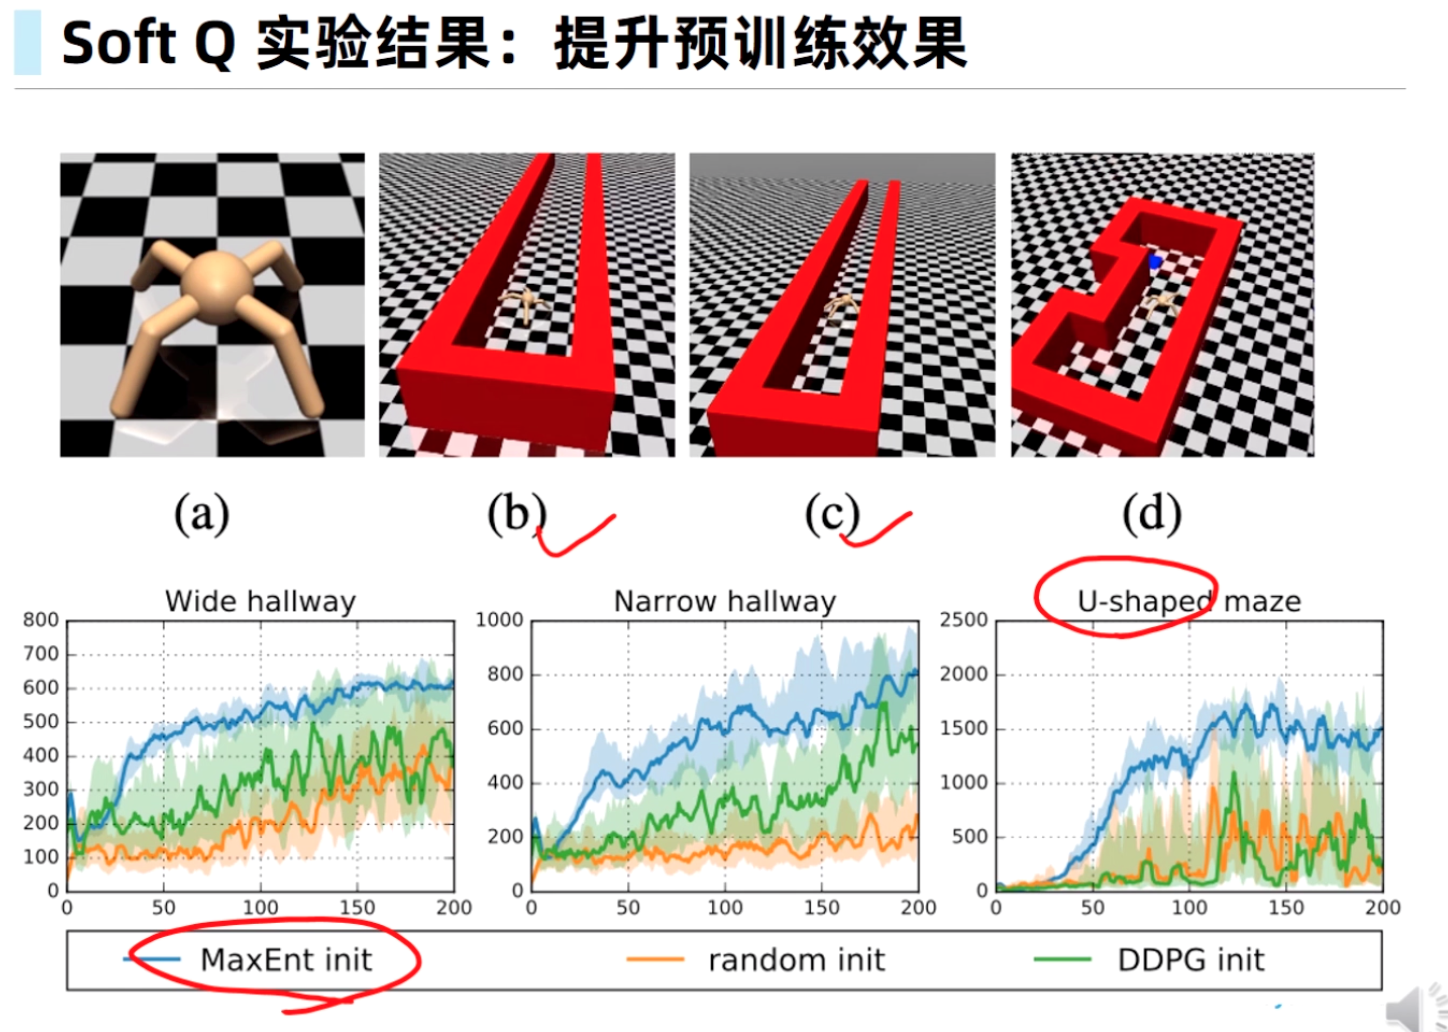 Soft Q 实验结果：提升预训练效果
(a) (b) (c) (d)
Wide hallway
800
700
600
500
400
300
200
100
0
0 50 100 150 200
Narrow hallway
1000
800
600
400
200
0
0 50 100 150 200
U-shaped maze
2500
2000
1500
1000
500
0
0 50 100 150 200
MaxEnt init random init DDPG init